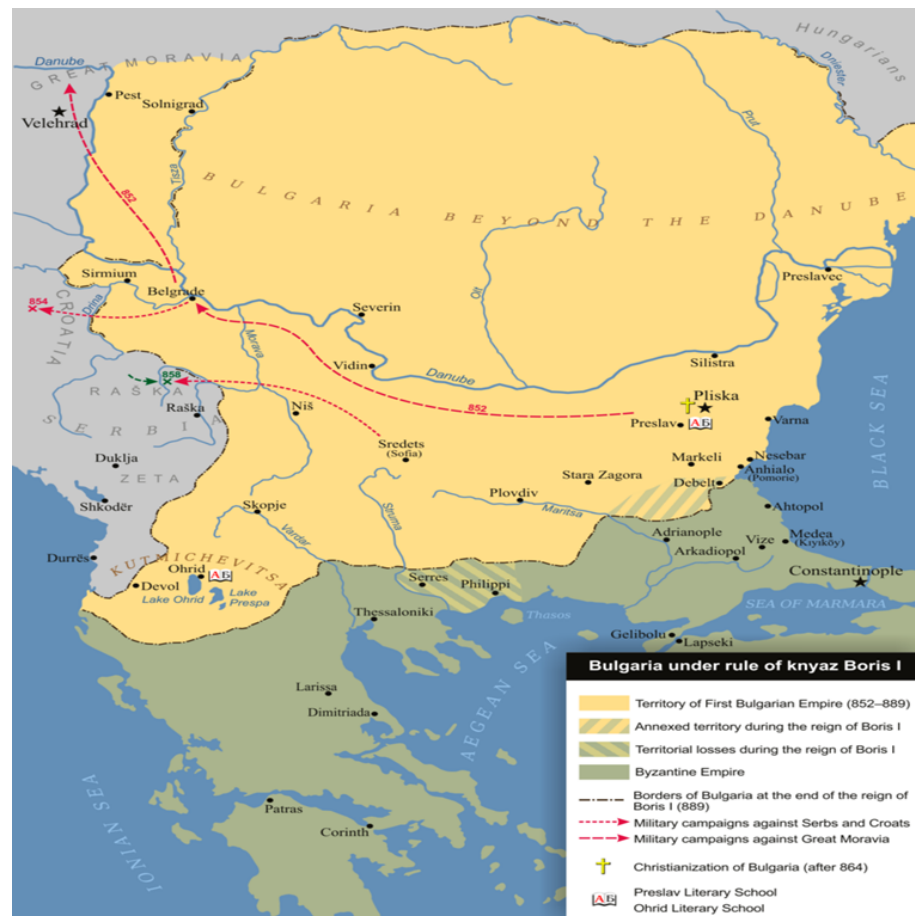 Danube
GREAT MORAVIA
Hungarians
Dniester
Pest
Solnigrad
Velehrad
Prut
Tisza
852
BULGARIA BEYOND THE DANUBE
Sirmium
Preslavec
Belgrade
854
Drina
CROATIA
Severin
Olt
Morava
Vidin
Danube
Silistra
858
RAŠKA
Raška
SERBIA
Niš
852
Pliska
Preslav
АБ
Varna
BLACK SEA
Sredets
(Sofia)
Markeli
Nesebar
Anhialo
(Pomorie)
Duklja
ZETA
Stara Zagora
Debelt
Shkodër
Skopje
Struma
Plovdiv
Maritsa
Ahtopol
Vardar
Adrianople
Vize
Medea
(Kıyıköy)
Arkadiopol
Durrës
KUTMICHEVITSA
Ohrid
АБ
Devol
Lake Ohrid
Lake
Prespa
Serres
Philippi
Constantinople
Thessaloniki
Thasos
SEA OF MARMARA
Gelibolu
Lapseki
AEGEAN SEA
Larissa
Dimitriada
IONIAN SEA
Patras
Corinth
Bulgaria under rule of knyaz Boris I
Territory of First Bulgarian Empire (852–889)
Annexed territory during the reign of Boris I
Territorial losses during the reign of Boris I
Byzantine Empire
Borders of Bulgaria at the end of the reign of
Boris I (889)
Military campaigns against Serbs and Croats
Military campaigns against Great Moravia
Christianization of Bulgaria (after 864)
АБ
Preslav Literary School
Ohrid Literary School